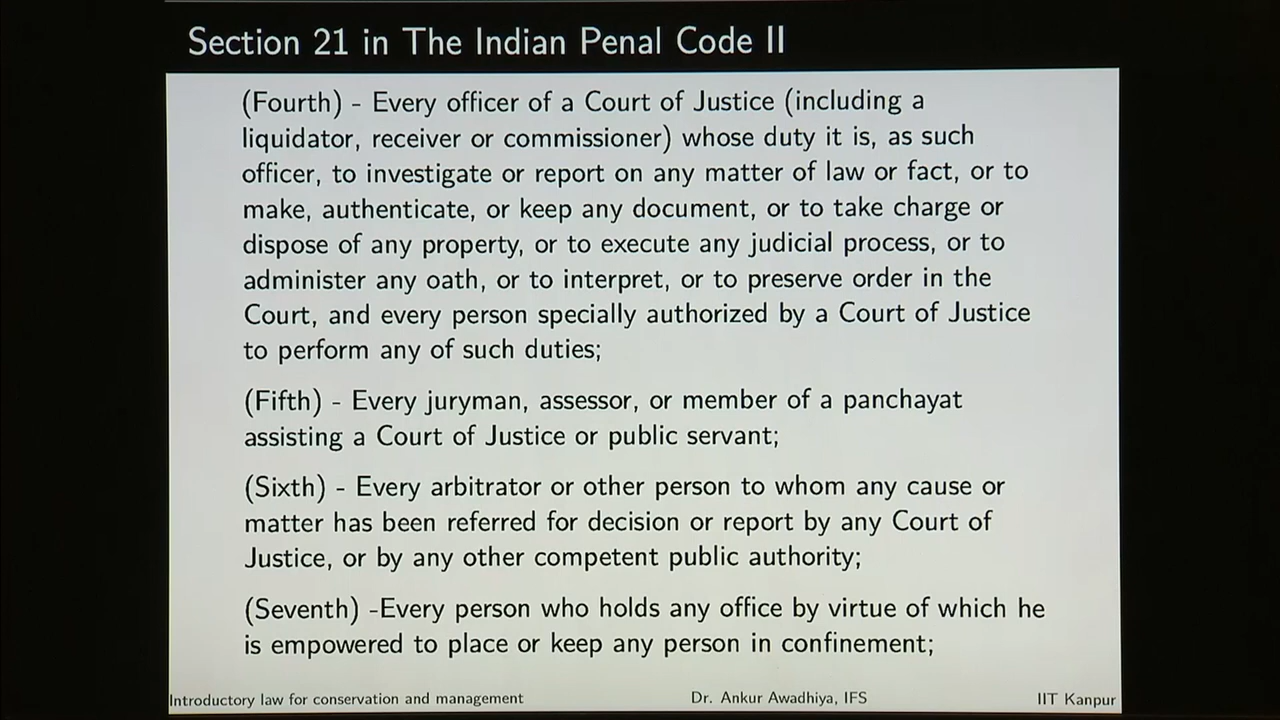 Section 21 in The Indian Penal Code II
(Fourth) - Every officer of a Court of Justice (including a
liquidator, receiver or commissioner) whose duty it is, as such
officer, to investigate or report on any matter of law or fact, or to
make, authenticate, or keep any document, or to take charge or
dispose of any property, or to execute any judicial process, or to
administer any oath, or to interpret, or to preserve order in the
Court, and every person specially authorized by a Court of Justice
to perform any of such duties;
(Fifth) - Every juryman, assessor, or member of a panchayat
assisting a Court of Justice or public servant;
(Sixth) - Every arbitrator or other person to whom any cause or
matter has been referred for decision or report by any Court of
Justice, or by any other competent public authority;
(Seventh) -Every person who holds any office by virtue of which he
is empowered to place or keep any person in confinement;
Introductory law for conservation and management Dr. Ankur Awadhiya, IFS IIT Kanpur